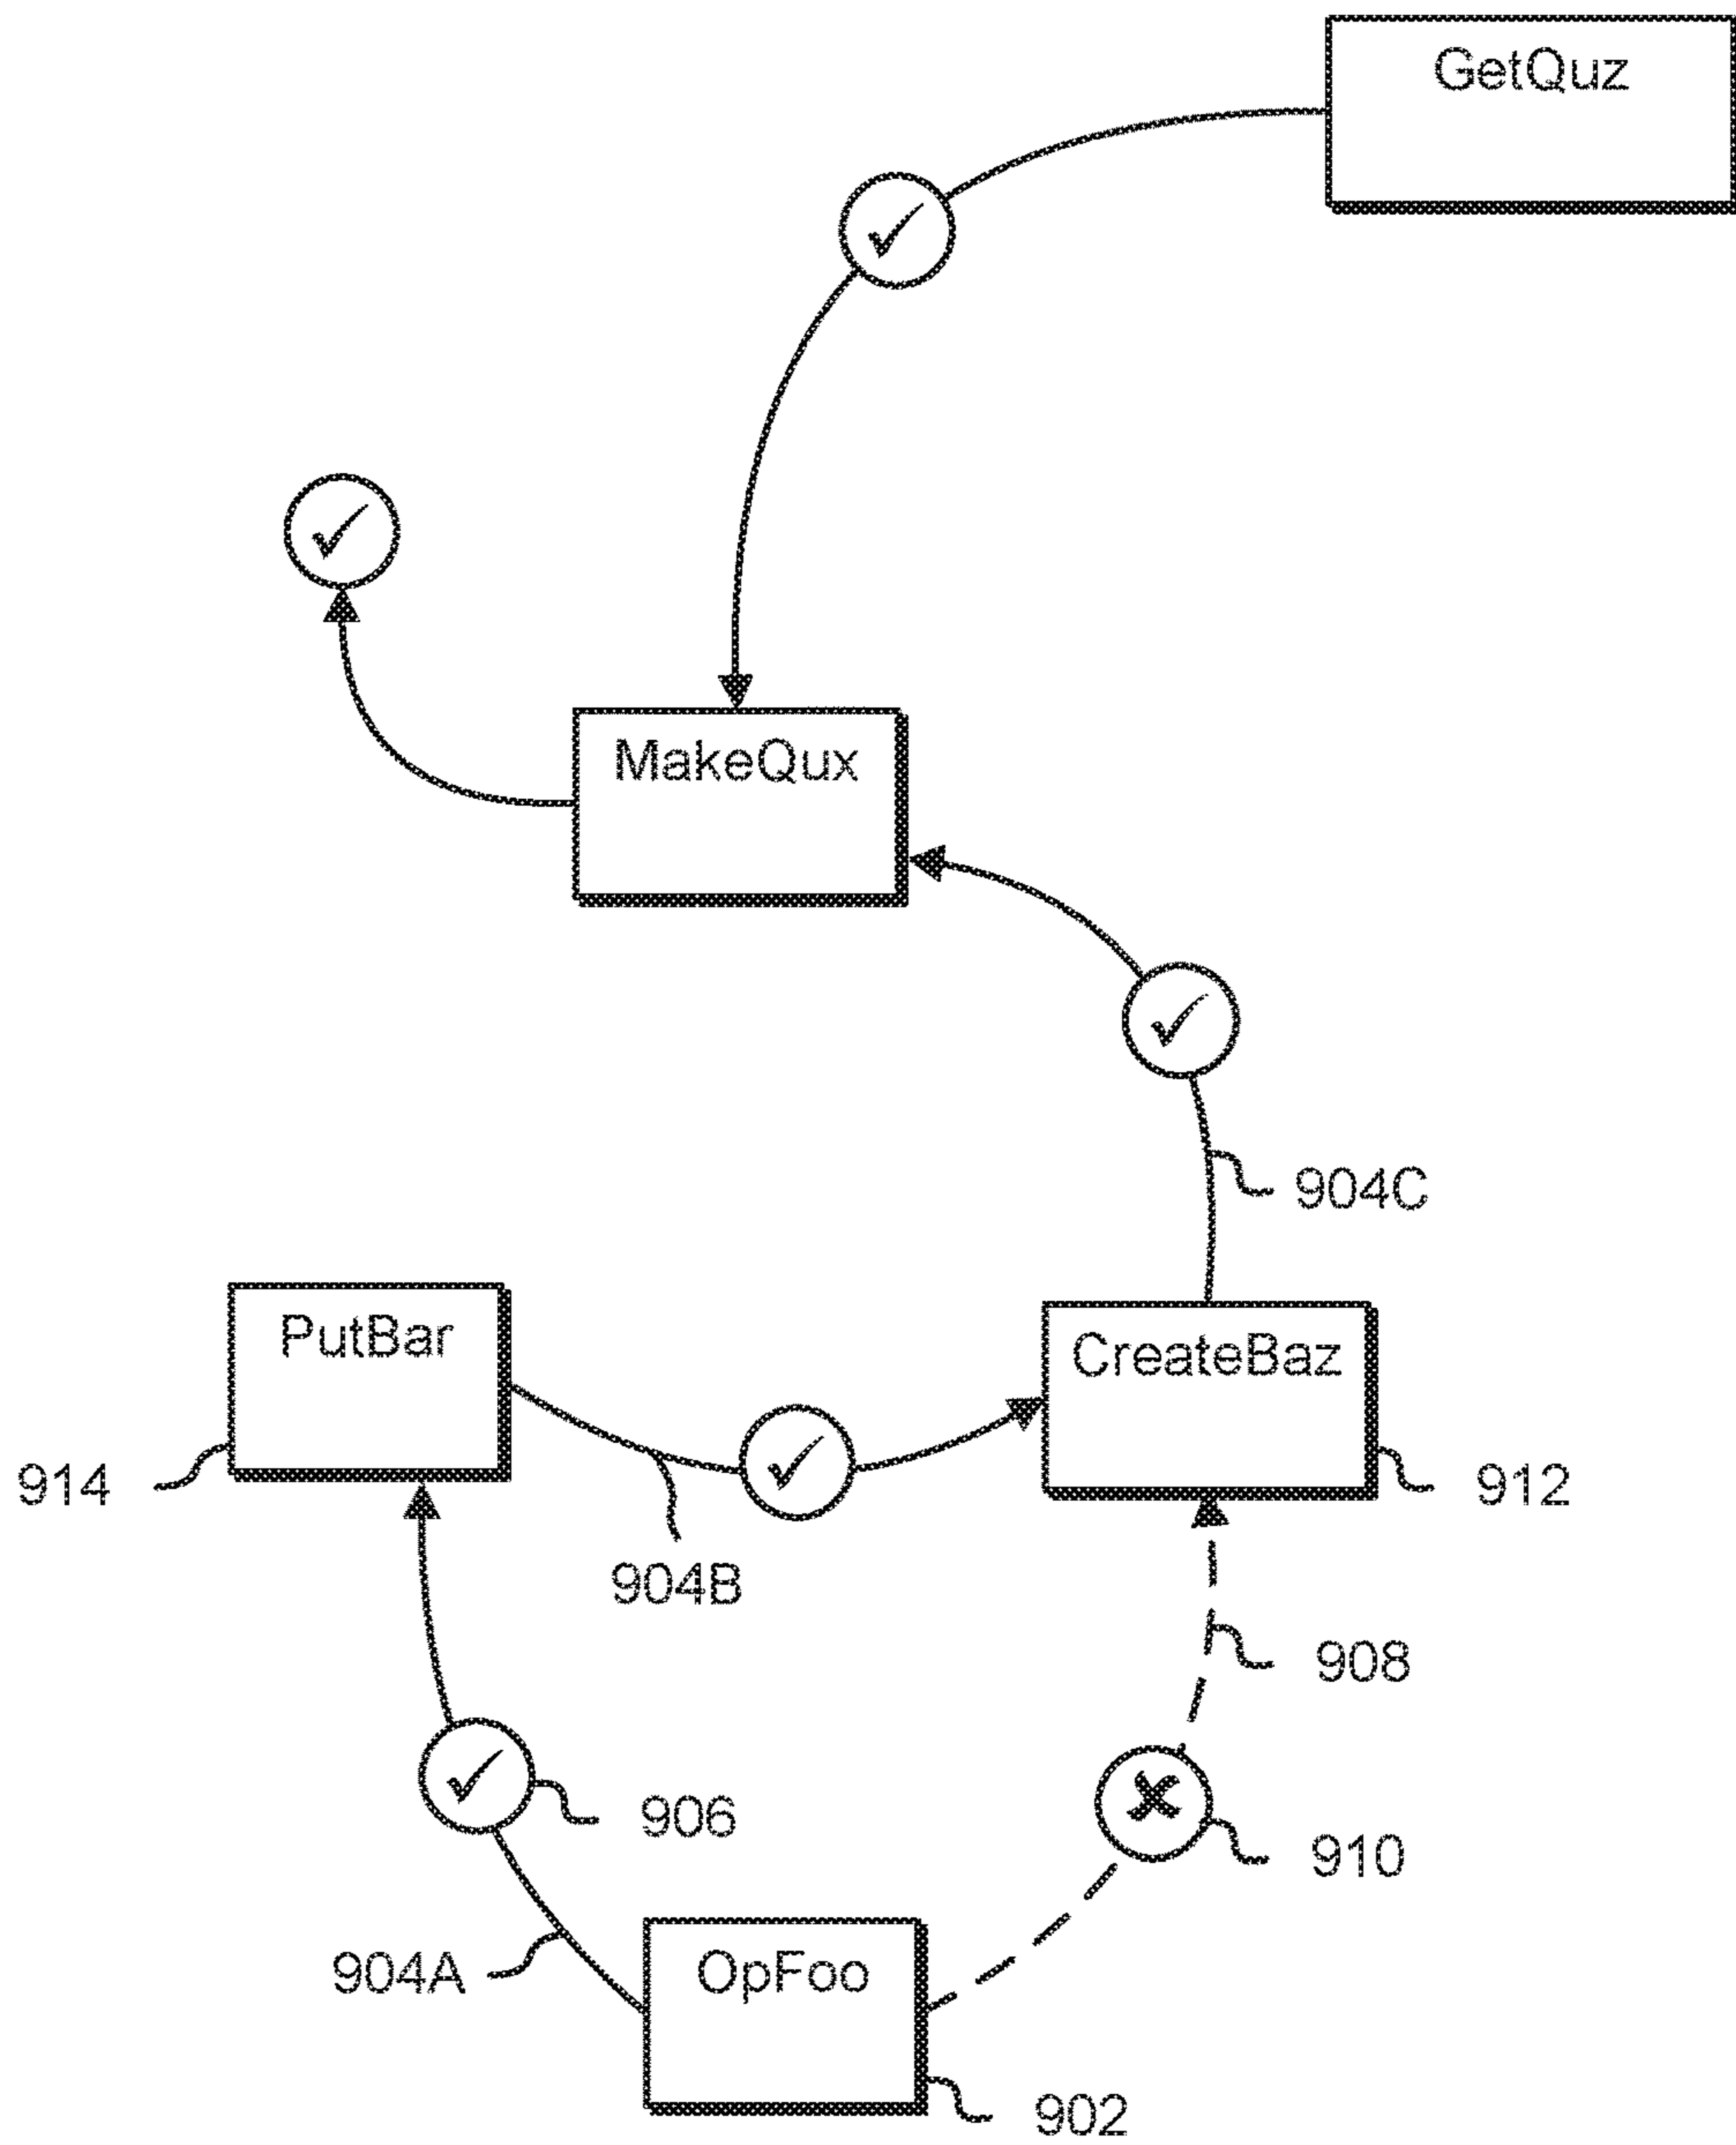 GetQuz
MakeQux
904C
PutBar
CreateBaz
914
912
904B
908
906
910
904A
OpFoo
902